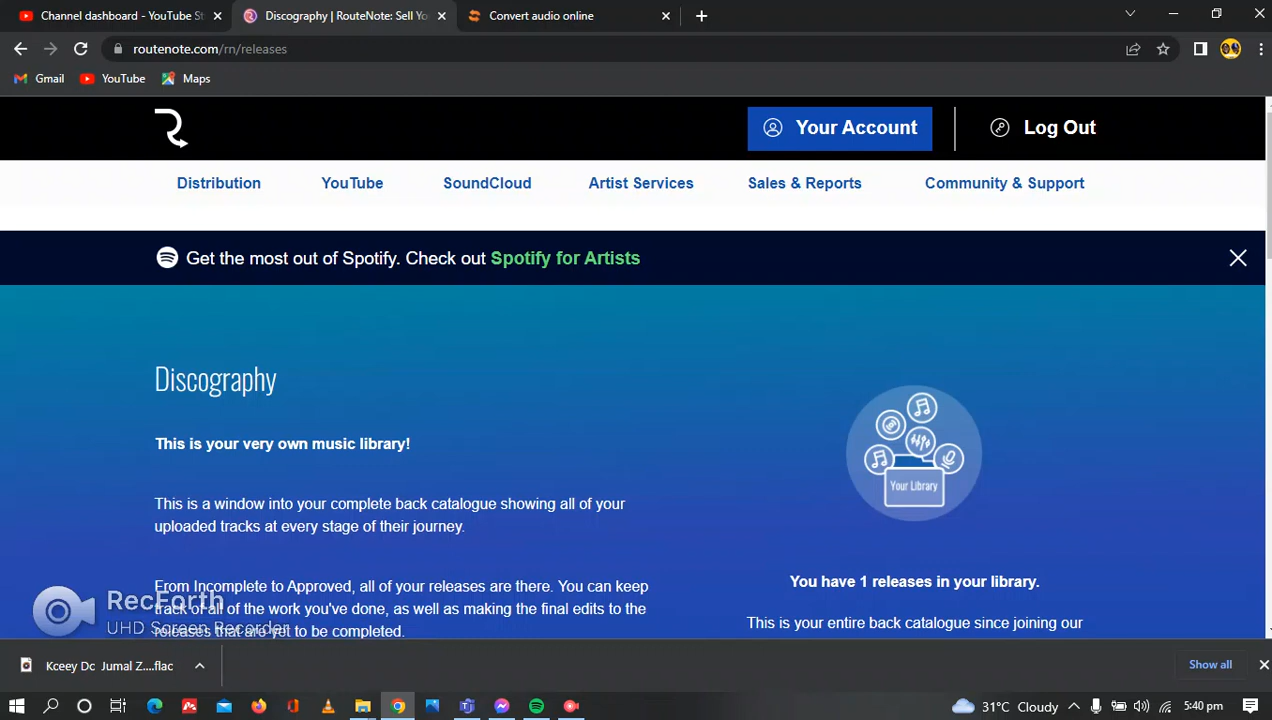 Channel dashboard - YouTube St
Discography | RouteNote: Sell Yo
Convert audio online
routenote.com/rn/releases
Gmail
YouTube
Maps
Your Account
Log Out
Distribution
YouTube
SoundCloud
Artist Services
Sales & Reports
Community & Support
Get the most out of Spotify. Check out Spotify for Artists
Discography
This is your very own music library!
This is a window into your complete back catalogue showing all of your
uploaded tracks at every stage of their journey.
From Incomplete to Approved, all of your releases are there. You can keep
track of all of the work you've done, as well as making the final edits to the
releases that are yet to be completed.
Your Library
You have 1 releases in your library.
This is your entire back catalogue since joining our
RecForth
UHD Screen Recorder
Kceey Dc Jumal Z....flac
Show all
31°C Cloudy
5:40 pm